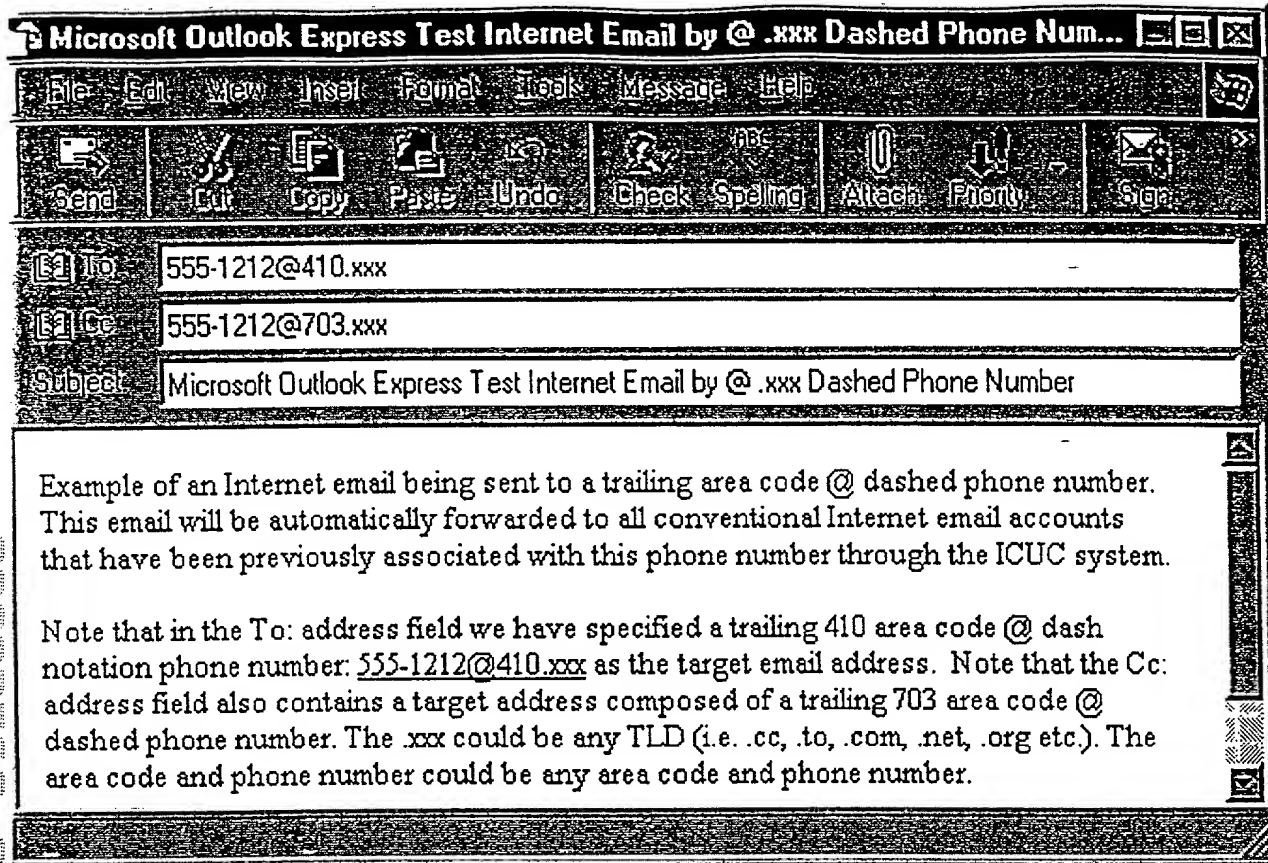 Microsoft Outlook Express Test Internet Email by @ .xxx Dashed Phone Num...
File Edit View Insert Format Tools Message Help
Send Cut Copy Paste Undo Check ABC Spelling Attach Priority Sign »
To 555-1212@410.xxx
Cc 555-1212@703.xxx
Subject Microsoft Outlook Express Test Internet Email by @ .xxx Dashed Phone Number
Example of an Internet email being sent to a trailing area code @ dashed phone number.
This email will be automatically forwarded to all conventional Internet email accounts
that have been previously associated with this phone number through the ICUC system.
Note that in the To: address field we have specified a trailing 410 area code @ dash
notation phone number: 555-1212@410.xxx as the target email address. Note that the Cc:
address field also contains a target address composed of a trailing 703 area code @
dashed phone number. The .xxx could be any TLD (i.e. .cc, .to, .com, .net, .org etc.). The
area code and phone number could be any area code and phone number.